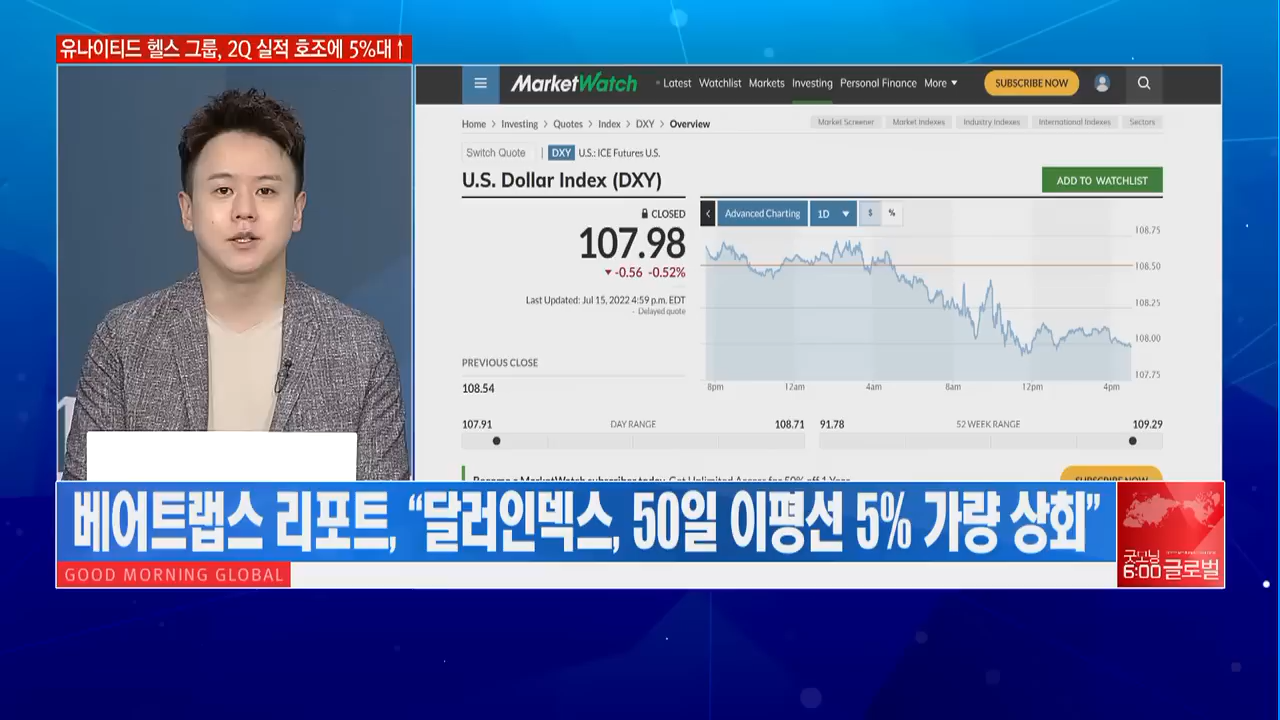 유나이티드 헬스 그룹, 2Q 실적 호조에 5%대↑
MarketWatch
Latest Watchlist Markets Investing Personal Finance More SUBSCRIBE NOW
Home > Investing > Quotes > Index > DXY > Overview
Market Screener Market Indexes Industry Indexes International Indexes Sectors
Switch Quote | DXY U.S.: ICE Futures U.S.
U.S. Dollar Index (DXY)
ADD TO WATCHLIST
CLOSED
107.98
-0.56 -0.52%
Last Updated: Jul 15, 2022 4:59 p.m. EDT
- Delayed quote
PREVIOUS CLOSE
108.54
Advanced Charting 1D $ %
108.75
108.50
108.25
108.00
107.75
8pm 12am 4am 8am 12pm 4pm
107.91 DAY RANGE 108.71
91.78 52 WEEK RANGE 109.29
베어트랩스 리포트, “달러인덱스, 50일 이평선 5% 가량 상회”
GOOD MORNING GLOBAL
굿모닝
6:00 글로벌